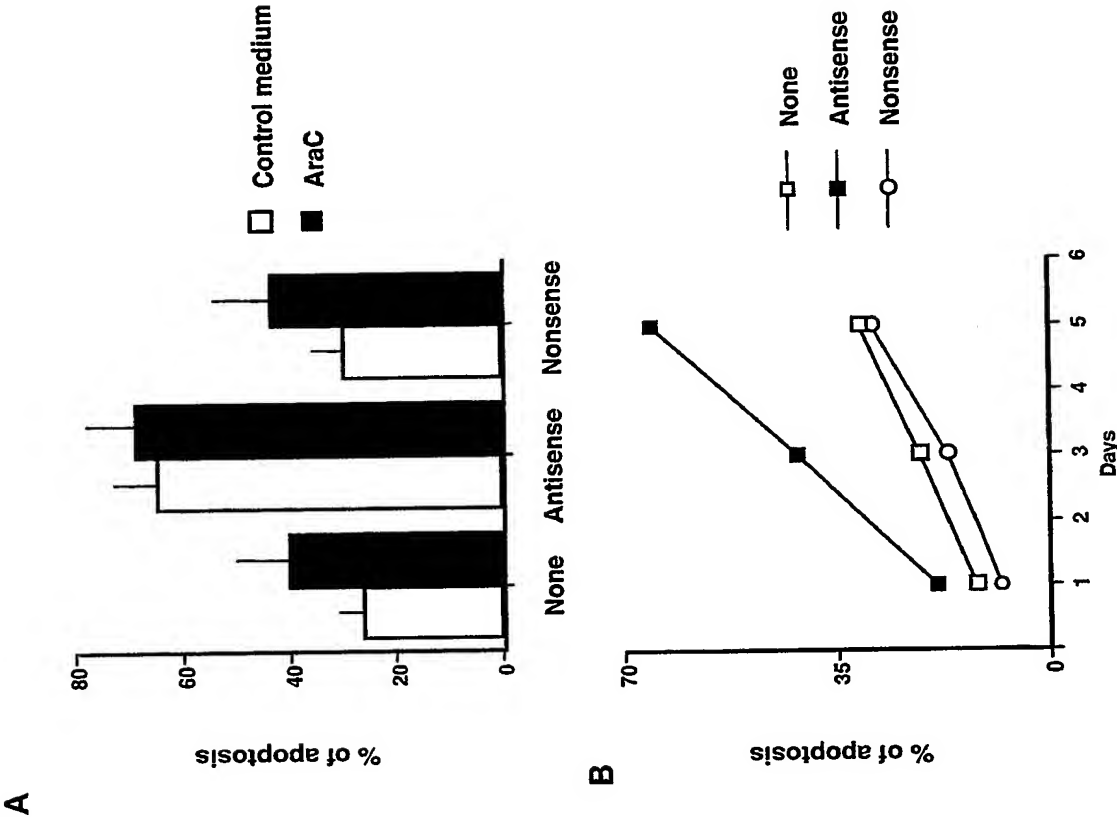 A
% of apoptosis
80
60
40
20
0
None Antisense Nonsense
Control medium
AraC
B
% of apoptosis
70
35
0
1 2 3 4 5 6
Days
None
Antisense
Nonsense